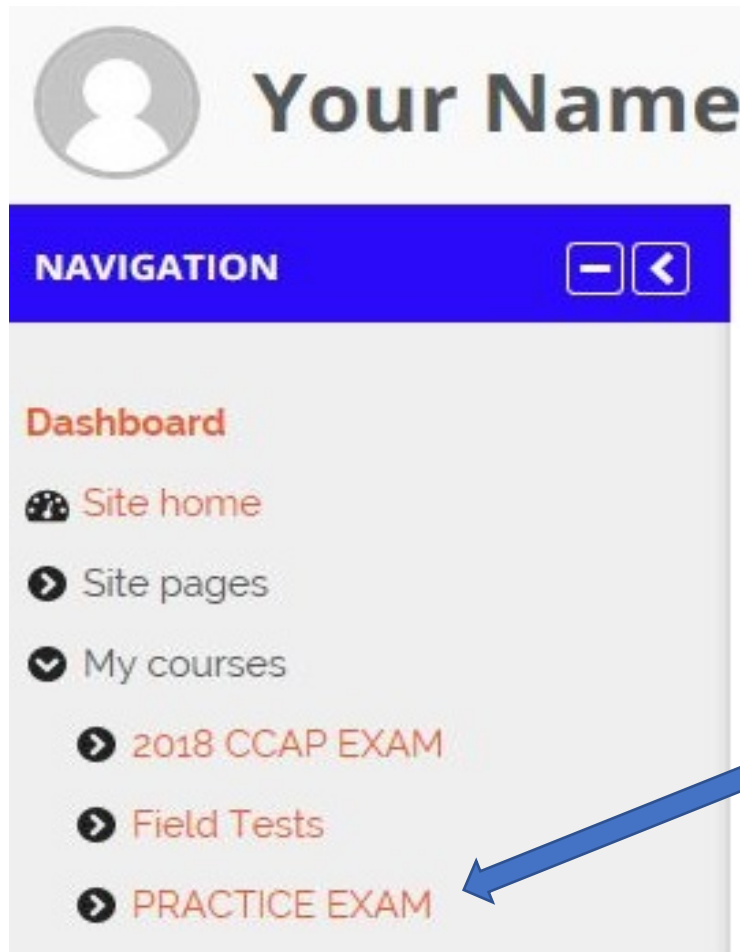 Your Name
NAVIGATION
Dashboard
Site home
Site pages
My courses
2018 CCAP EXAM
Field Tests
PRACTICE EXAM